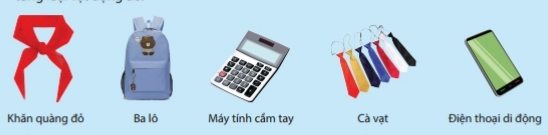 Khăn quàng đỏ Ba lô Máy tính cầm tay Cà vạt Điện thoại di động